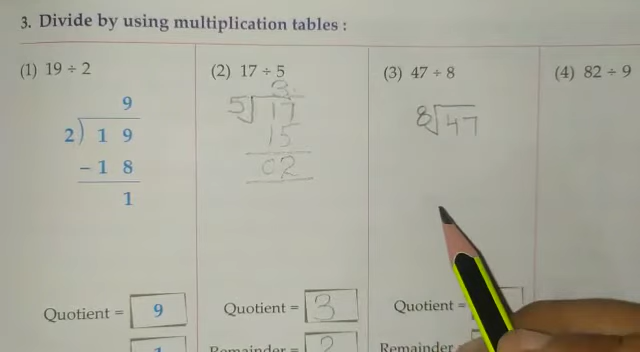 3. Divide by using multiplication tables :
(1) 19 ÷ 2
9
2 ) 1 9
− 1 8
1
Quotient = 9
1
(2) 17 ÷ 5
3
5) 17
15
02
Quotient = 3
Remainder = 2
(3) 47 ÷ 8
8) 47
Quotient =
Remainder
(4) 82 ÷ 9